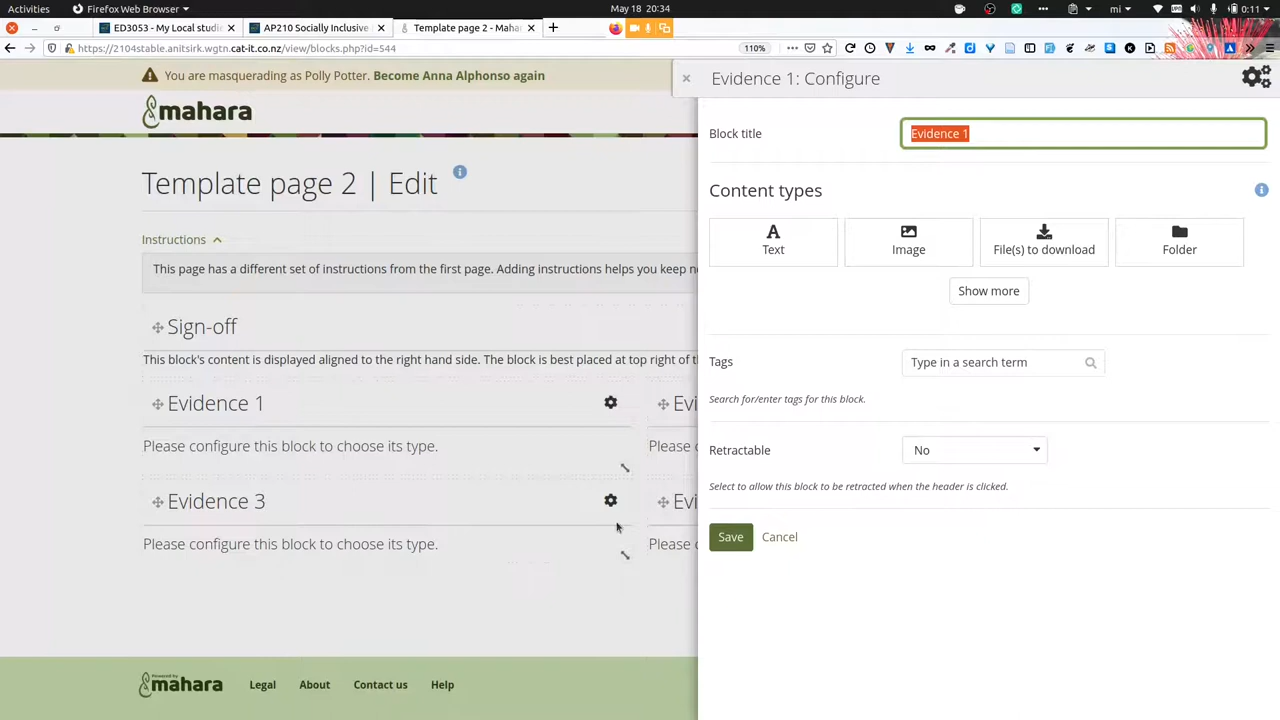 Activities
Firefox Web Browser
May 18 20:34
mi
0:11
ED3053 - My Local studie
AP210 Socially Inclusive
Template page 2 - Maha
https://2104stable.anitsirk.wgtn.cat-it.co.nz/view/blocks.php?id=544
110%
You are masquerading as Polly Potter. Become Anna Alphonso again
mahara
Template page 2 | Edit
Instructions
This page has a different set of instructions from the first page. Adding instructions helps you keep n
Sign-off
This block's content is displayed aligned to the right hand side. The block is best placed at top right of t
Evidence 1
Evi
Please configure this block to choose its type.
Please c
Evidence 3
Evi
Please configure this block to choose its type.
Please c
Evidence 1: Configure
Block title
Evidence 1
Content types
Text
Image
File(s) to download
Folder
Show more
Tags
Type in a search term
Search for/enter tags for this block.
Retractable
No
Select to allow this block to be retracted when the header is clicked.
Save
Cancel
mahara
Legal
About
Contact us
Help